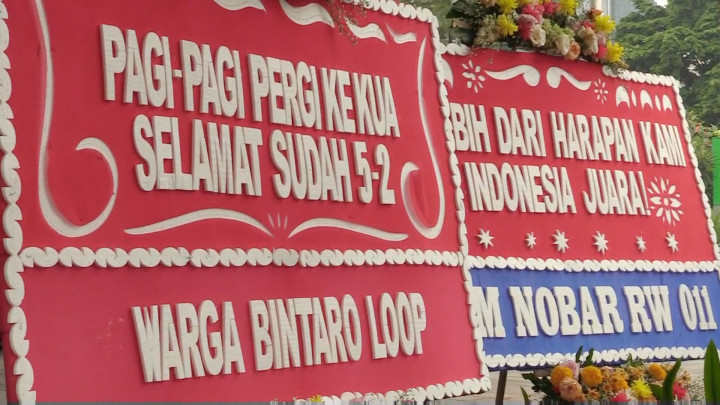 PAGI-PAGI PERGI KE KUA
SELAMAT SUDAH 5-2
WARGA BINTARO LOOP
BIH DARI HARAPAN KAMI
INDONESIA JUARA!
M NOBAR RW 011